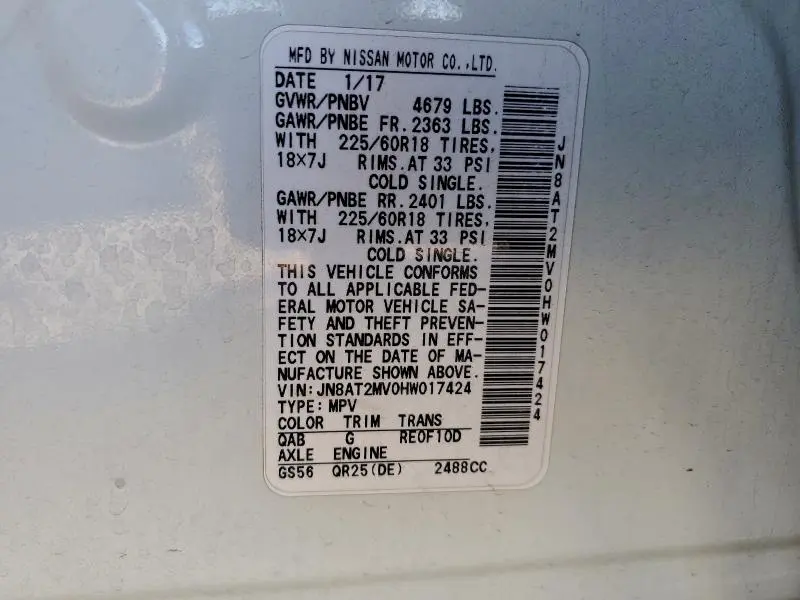 MFD BY NISSAN MOTOR CO.,LTD.
DATE 1/17
GVWR/PNBV 4679 LBS.
GAWR/PNBE FR. 2363 LBS.
WITH 225/60R18 TIRES,
18×7J RIMS.AT 33 PSI
COLD SINGLE.
GAWR/PNBE RR. 2401 LBS.
WITH 225/60R18 TIRES,
18×7J RIMS.AT 33 PSI
COLD SINGLE.
THIS VEHICLE CONFORMS
TO ALL APPLICABLE FED-
ERAL MOTOR VEHICLE SA-
FETY AND THEFT PREVEN-
TION STANDARDS IN EFF-
ECT ON THE DATE OF MA-
NUFACTURE SHOWN ABOVE.
VIN:JN8AT2MV0HW017424
TYPE:MPV
COLOR TRIM TRANS
QAB G RE0F10D
AXLE ENGINE
GS56 QR25(DE) 2488CC
JN8AT2MV0HW017424